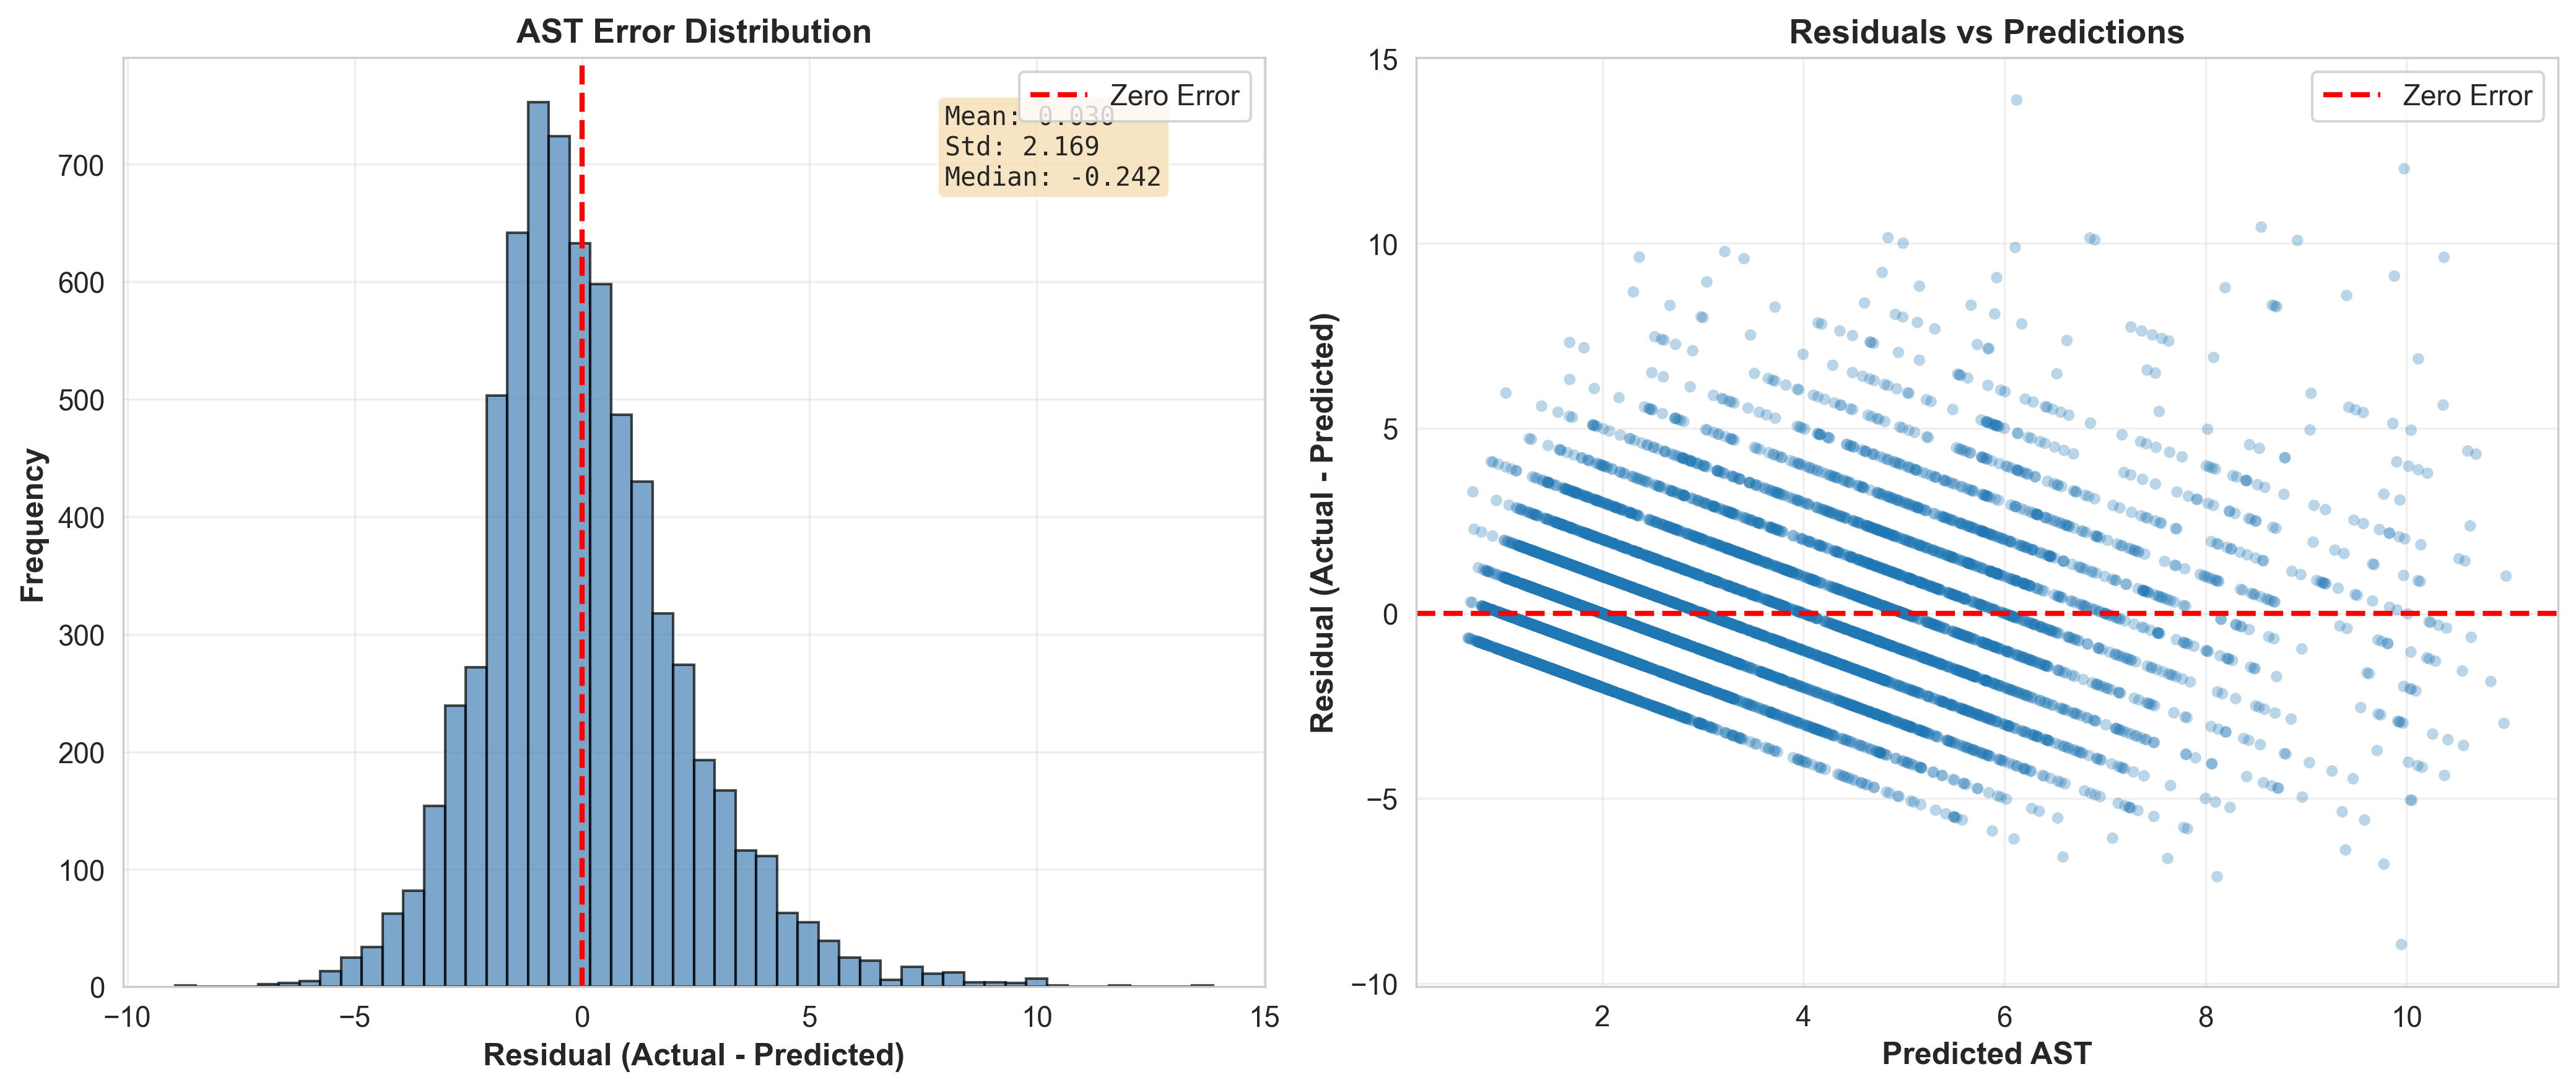 AST Error Distribution
Zero Error
Mean: 0.030
Std: 2.169
Median: -0.242
700
600
500
400
300
200
100
0
Frequency
−10
−5
0
5
10
15
Residual (Actual - Predicted)
Residuals vs Predictions
Zero Error
15
10
5
0
−5
−10
Residual (Actual - Predicted)
2
4
6
8
10
Predicted AST